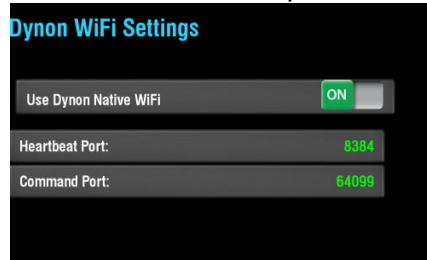 Dynon WiFi Settings
Use Dynon Native WiFi ON
Heartbeat Port: 8384
Command Port: 64099